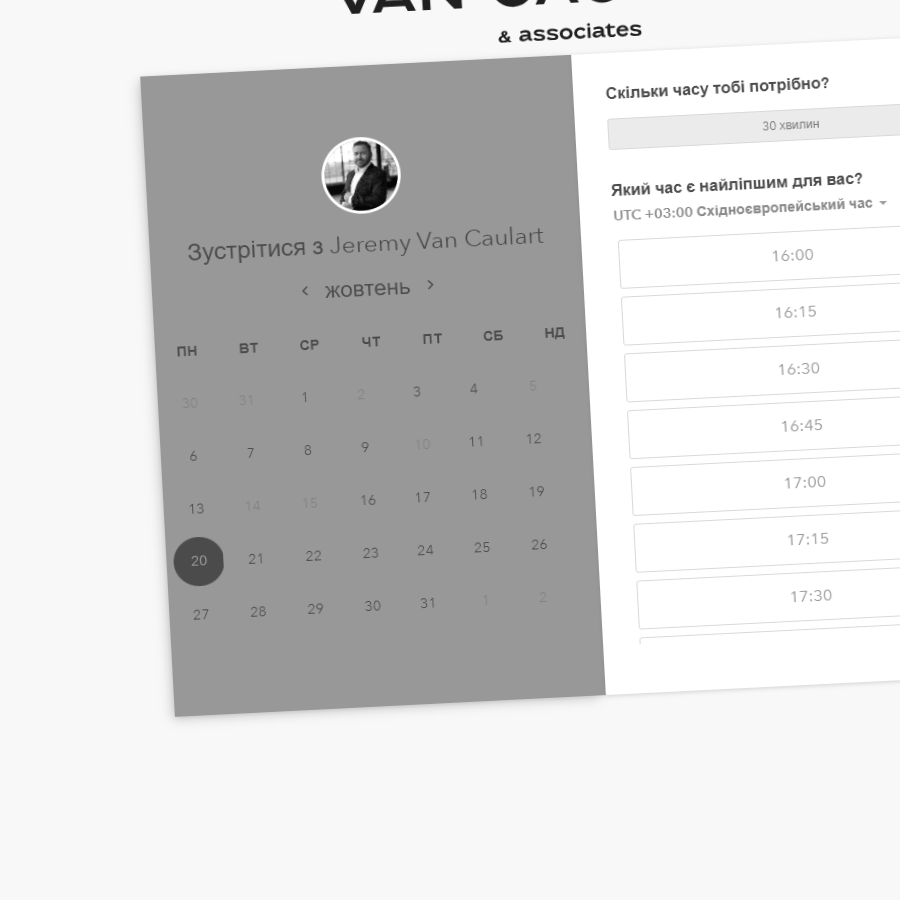 VAN CAU
& associates
Зустрітися з Jeremy Van Caulart
‹ жовтень ›
ПН ВТ СР ЧТ ПТ СБ НД
30 31 1 2 3 4 5
6 7 8 9 10 11 12
13 14 15 16 17 18 19
20 21 22 23 24 25 26
27 28 29 30 31 1 2
Скільки часу тобі потрібно?
30 хвилин
Який час є найліпшим для вас?
UTC +03:00 Східноєвропейський час
16:00
16:15
16:30
16:45
17:00
17:15
17:30